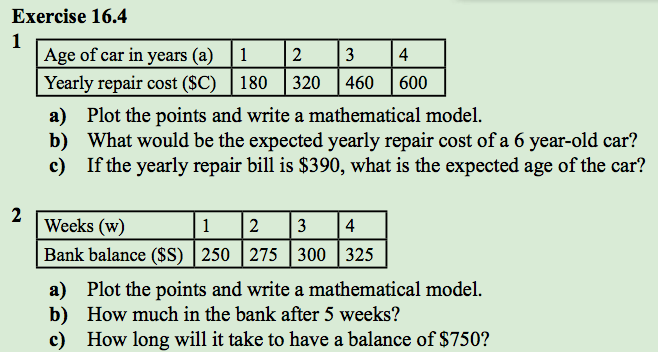 Exercise 16.4
1
Age of car in years (a) 1 2 3 4
Yearly repair cost ($C) 180 320 460 600
a) Plot the points and write a mathematical model.
b) What would be the expected yearly repair cost of a 6 year-old car?
c) If the yearly repair bill is $390, what is the expected age of the car?
2
Weeks (w) 1 2 3 4
Bank balance ($S) 250 275 300 325
a) Plot the points and write a mathematical model.
b) How much in the bank after 5 weeks?
c) How long will it take to have a balance of $750?